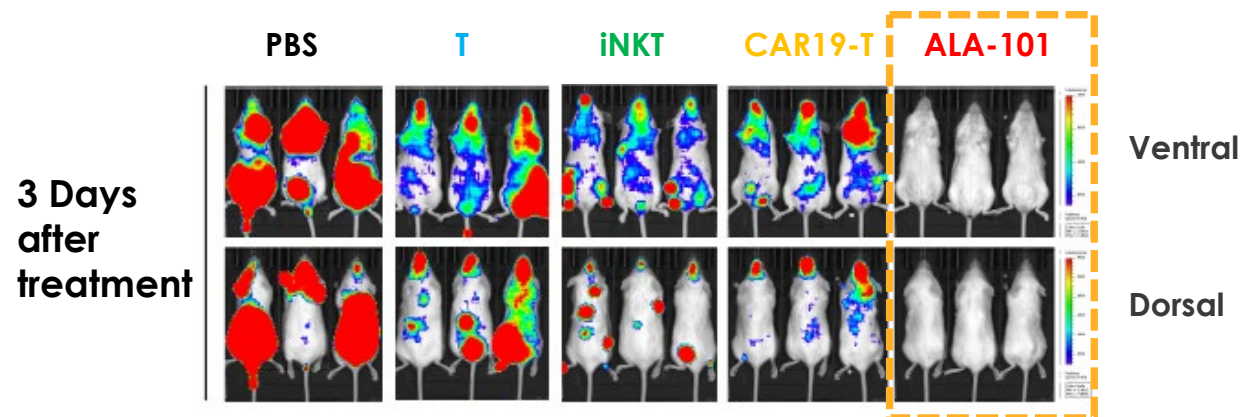 PBS T iNKT CAR19-T ALA-101
Ventral
3 Days
after
treatment
Dorsal